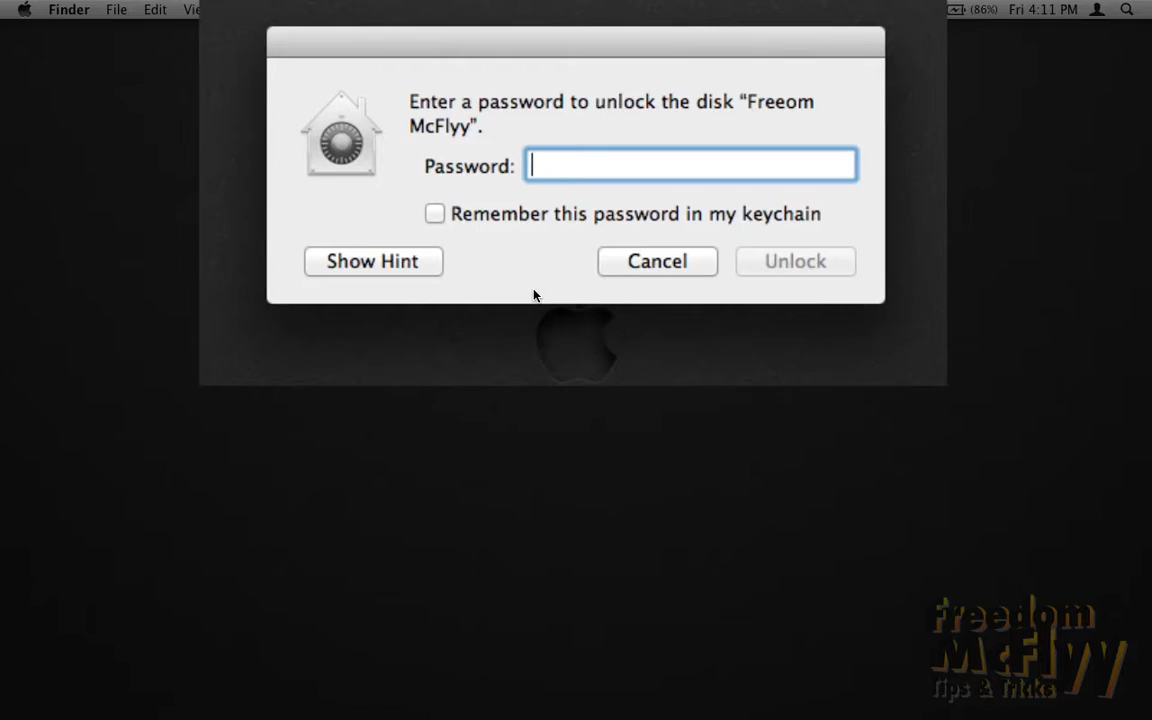 Finder File Edit Vie (86%) Fri 4:11 PM
Enter a password to unlock the disk “Freeom
McFlyy”.
Password:
Remember this password in my keychain
Show Hint Cancel Unlock
Freedom
McFlyy
Tips & Tricks